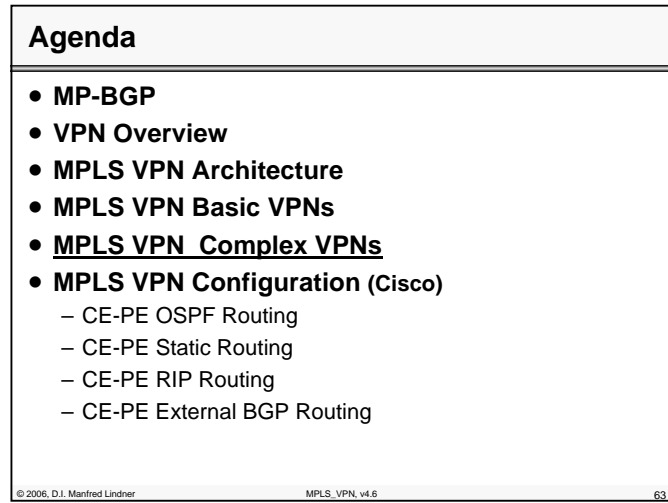 Agenda
• MP-BGP
• VPN Overview
• MPLS VPN Architecture
• MPLS VPN Basic VPNs
• MPLS VPN  Complex VPNs
• MPLS VPN Configuration (Cisco)
– CE-PE OSPF Routing
– CE-PE Static Routing
– CE-PE RIP Routing
– CE-PE External BGP Routing
© 2006, D.I. Manfred Lindner MPLS_VPN, v4.6 63